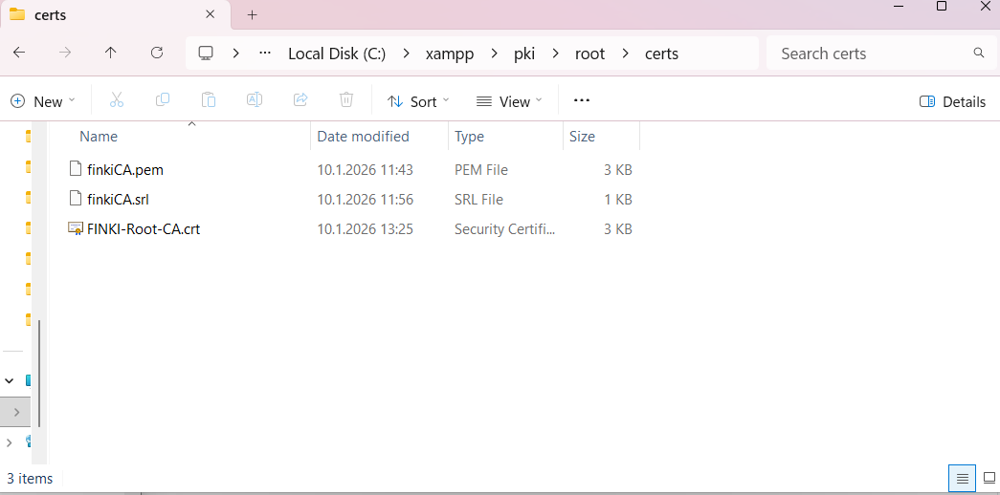 certs
Local Disk (C:) xampp pki root certs Search certs
New Sort View Details
Name Date modified Type Size
finkiCA.pem 10.1.2026 11:43 PEM File 3 KB
finkiCA.srl 10.1.2026 11:56 SRL File 1 KB
FINKI-Root-CA.crt 10.1.2026 13:25 Security Certifi... 3 KB
3 items